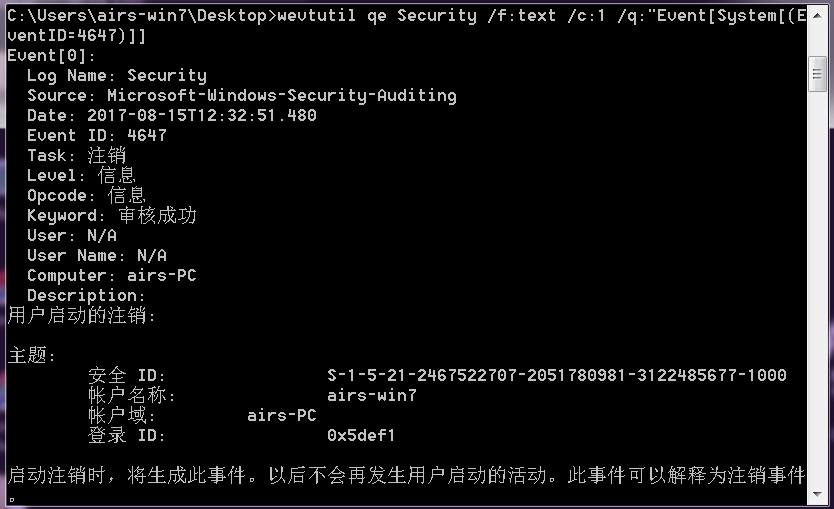 C:\Users\airs-win7\Desktop>wevtutil qe Security /f:text /c:1 /q:"Event[System[(E
ventID=4647)]]
Event[0]:
  Log Name: Security
  Source: Microsoft-Windows-Security-Auditing
  Date: 2017-08-15T12:32:51.480
  Event ID: 4647
  Task: 注销
  Level: 信息
  Opcode: 信息
  Keyword: 审核成功
  User: N/A
  User Name: N/A
  Computer: airs-PC
  Description:
用户启动的注销:
主题:
        安全 ID:                S-1-5-21-2467522707-2051780981-3122485677-1000
        帐户名称:               airs-win7
        帐户域:         airs-PC
        登录 ID:                0x5def1
启动注销时，将生成此事件。以后不会再发生用户启动的活动。此事件可以解释为注销事件
。